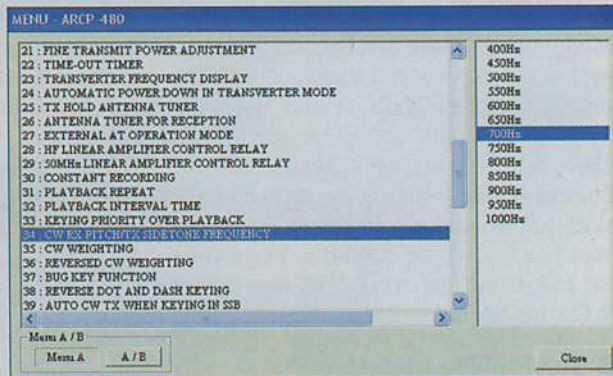 MENU - ARCP-480
21 : FINE TRANSMIT POWER ADJUSTMENT
22 : TIME-OUT TIMER
23 : TRANSVERTER FREQUENCY DISPLAY
24 : AUTOMATIC POWER DOWN IN TRANSVERTER MODE
25 : TX HOLD ANTENNA TUNER
26 : ANTENNA TUNER FOR RECEPTION
27 : EXTERNAL AT OPERATION MODE
28 : HF LINEAR AMPLIFIER CONTROL RELAY
29 : 50MHz LINEAR AMPLIFIER CONTROL RELAY
30 : CONSTANT RECORDING
31 : PLAYBACK REPEAT
32 : PLAYBACK INTERVAL TIME
33 : KEYING PRIORITY OVER PLAYBACK
34 : CW RX PITCH/TX SIDETONE FREQUENCY
35 : CW WEIGHTING
36 : REVERSED CW WEIGHTING
37 : BUG KEY FUNCTION
38 : REVERSE DOT AND DASH KEYING
39 : AUTO CW TX WHEN KEYING IN SSB
400Hz
450Hz
500Hz
550Hz
600Hz
650Hz
700Hz
750Hz
800Hz
850Hz
900Hz
950Hz
1000Hz
Menu A / B
Menu A
A / B
Close